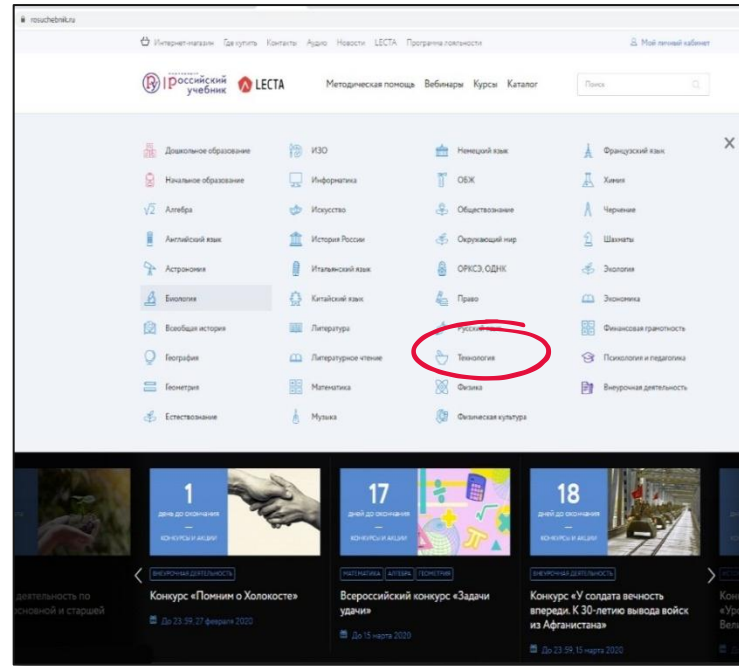 rosuchebnik.ru
Интернет-магазин Где купить Контакты Аудио Новости LECTA Программа лояльности Мой личный кабинет
российский учебник LECTA Методическая помощь Вебинары Курсы Каталог Поиск
Дошкольное образование ИЗО Немецкий язык Французский язык
Начальное образование Информатика ОБЖ Химия
Алгебра Искусство Обществознание Черчение
Английский язык История России Окружающий мир Шахматы
Астрономия Итальянский язык ОРКСЭ, ОДНК Экология
Биология Китайский язык Право Экономика
Всеобщая история Литература Русский язык Финансовая грамотность
География Литературное чтение Технология Психология и педагогика
Геометрия Математика Физика Внеурочная деятельность
Естествознание Музыка Физическая культура
1 17 18
день до окончания дней до окончания дней до окончания
КОНКУРСЫ И АКЦИИ КОНКУРСЫ И АКЦИИ КОНКУРСЫ И АКЦИИ
ВНЕУРОЧНАЯ ДЕЯТЕЛЬНОСТЬ МАТЕМАТИКА АЛГЕБРА ГЕОМЕТРИЯ ВНЕУРОЧНАЯ ДЕЯТЕЛЬНОСТЬ
деятельность по Конкурс «Помним о Холокосте» Всероссийский конкурс «Задачи Конкурс «У солдата вечность
основной и старшей удачи» впереди. К 30-летию вывода войск
До 23:59, 27 февраля 2020 из Афганистана»
До 15 марта 2020
До 23:59, 15 марта 2020